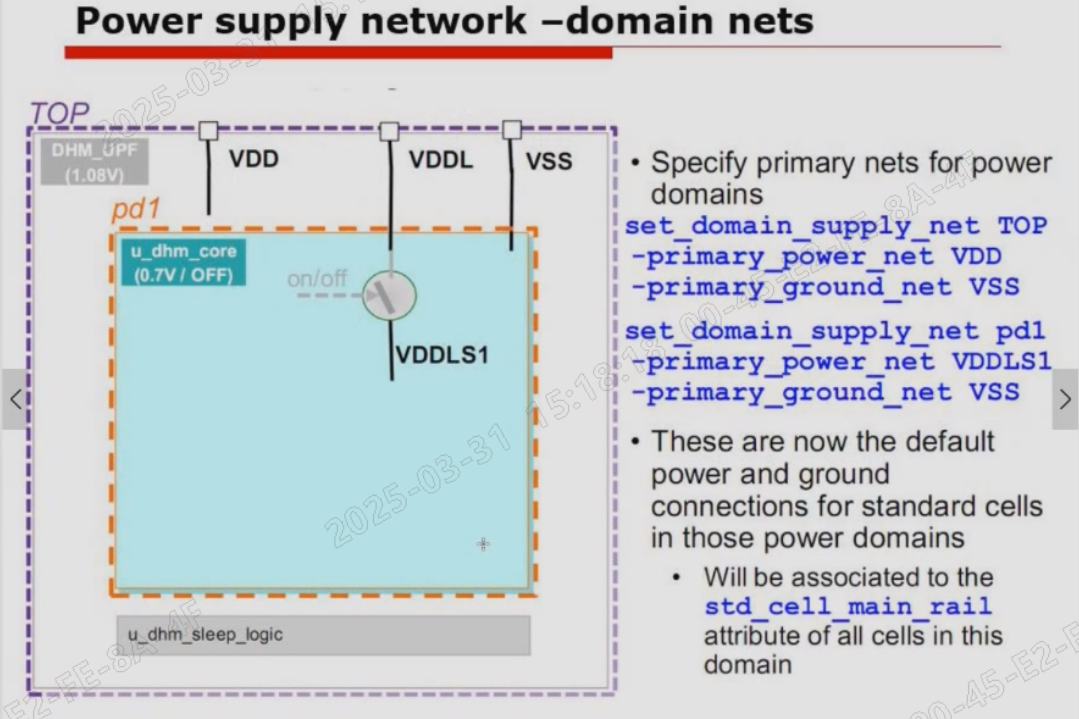 Power supply network –domain nets
TOP
DHM_UPF
(1.08V)
VDD
VDDL
VSS
pd1
u_dhm_core
(0.7V / OFF)
on/off
VDDLS1
u_dhm_sleep_logic
• Specify primary nets for power
domains
set_domain_supply_net TOP
-primary_power_net VDD
-primary_ground_net VSS
set_domain_supply_net pd1
-primary_power_net VDDLS1
-primary_ground_net VSS
• These are now the default
power and ground
connections for standard cells
in those power domains
• Will be associated to the
std_cell_main_rail
attribute of all cells in this
domain
2025-03-31 15:18:18 00-45-E2-FE-8A-4F